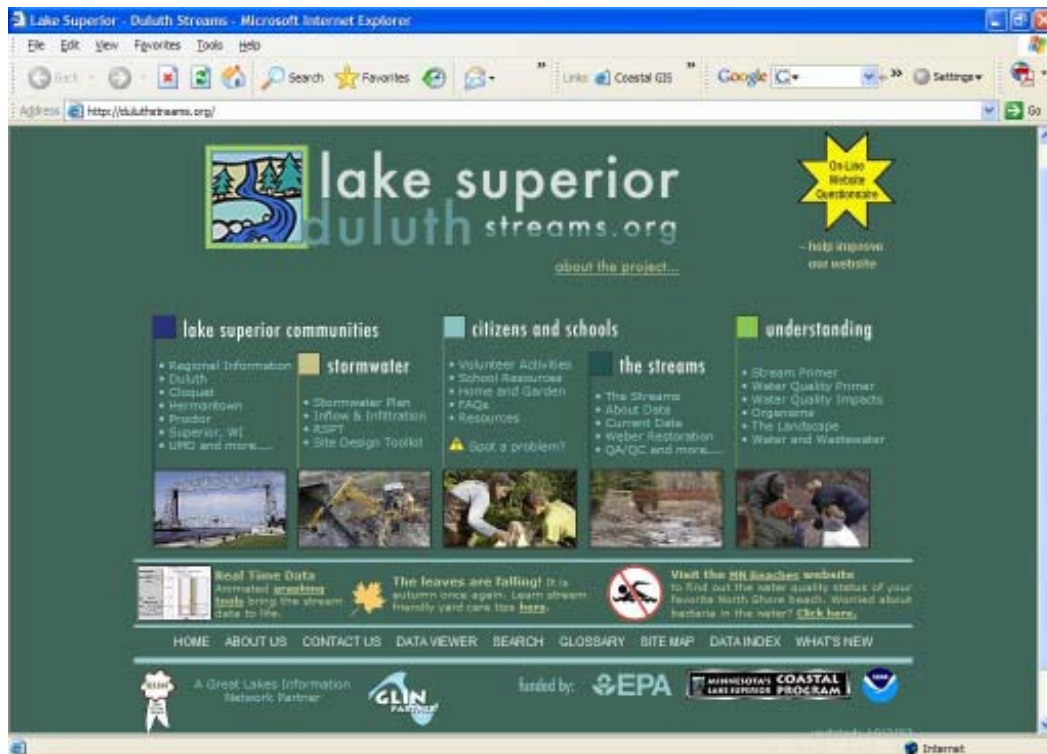 Lake Superior - Duluth Streams - Microsoft Internet Explorer
File Edit View Favorites Tools Help
Back Search Favorites Links Coastal GIS Google Settings
Address http://duluthstreams.org/ Go
lake superior
duluth streams.org
about the project...
On-Line
Website
Questionnaire
- help improve
our website
lake superior communities
• Regional Information
• Duluth
• Cloquet
• Hermantown
• Proctor
• Superior, WI
• UMD and more.....
stormwater
• Stormwater Plan
• Inflow & Infiltration
• RSPT
• Site Design Toolkit
citizens and schools
• Volunteer Activities
• School Resources
• Home and Garden
• FAQs
• Resources
Spot a problem?
the streams
• The Streams
• About Data
• Current Data
• Weber Restoration
• QA/QC and more.....
understanding
• Stream Primer
• Water Quality Primer
• Water Quality Impacts
• Organisms
• The Landscape
• Water and Wastewater
Real Time Data
Animated graphing
tools bring the stream
data to life.
The leaves are falling! It is
autumn once again. Learn stream
friendly yard care tips here.
Visit the MN Beaches website
to find out the water quality status of your
favorite North Shore beach. Worried about
bacteria in the water? Click here.
HOME ABOUT US CONTACT US DATA VIEWER SEARCH GLOSSARY SITE MAP DATA INDEX WHAT'S NEW
A Great Lakes Information
Network Partner
GLIN
PARTNER
funded by:
EPA
MINNESOTA'S
LAKE SUPERIOR
COASTAL
PROGRAM
Internet